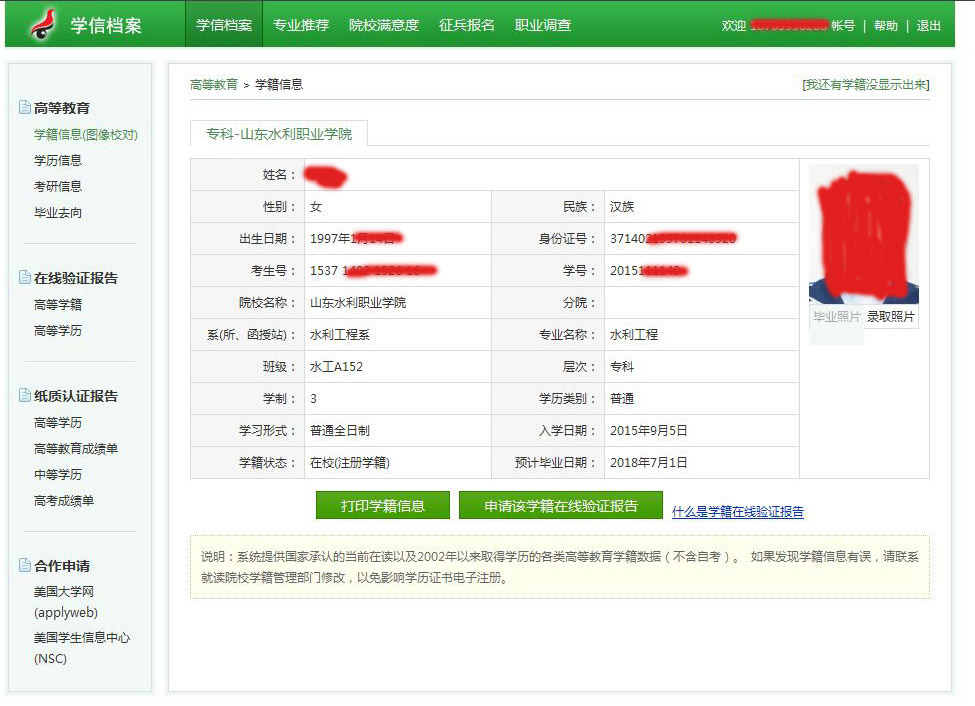 学信档案 学信档案 专业推荐 院校满意度 征兵报名 职业调查 欢迎 帐号 | 帮助 | 退出
高等教育
学籍信息(图像校对)
学历信息
考研信息
毕业去向
在线验证报告
高等学籍
高等学历
纸质认证报告
高等学历
高等教育成绩单
中等学历
高考成绩单
合作申请
美国大学网
(applyweb)
美国学生信息中心
(NSC)
高等教育 > 学籍信息 [我还有学籍没显示出来]
专科-山东水利职业学院
姓名：
性别： 女 民族： 汉族
出生日期： 1997年 身份证号： 371402
考生号： 1537 学号： 2015
院校名称： 山东水利职业学院 分院：
系(所、函授站)： 水利工程系 专业名称： 水利工程
班级： 水工A152 层次： 专科
学制： 3 学历类别： 普通
学习形式： 普通全日制 入学日期： 2015年9月5日
学籍状态： 在校(注册学籍) 预计毕业日期： 2018年7月1日
毕业照片 录取照片
打印学籍信息 申请该学籍在线验证报告 什么是学籍在线验证报告
说明：系统提供国家承认的当前在读以及2002年以来取得学历的各类高等教育学籍数据（不含自考）。 如果发现学籍信息有误，请联系
就读院校学籍管理部门修改，以免影响学历证书电子注册。